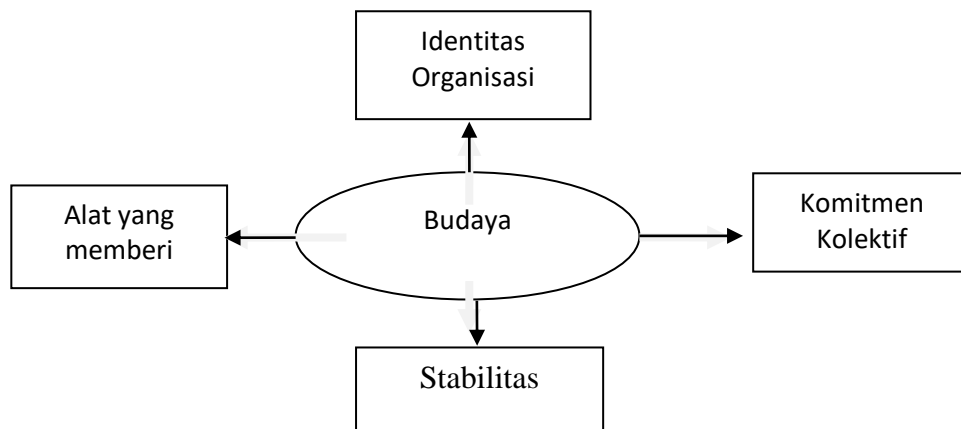 Identitas
Organisasi
Alat yang
memberi
Budaya
Komitmen
Kolektif
Stabilitas